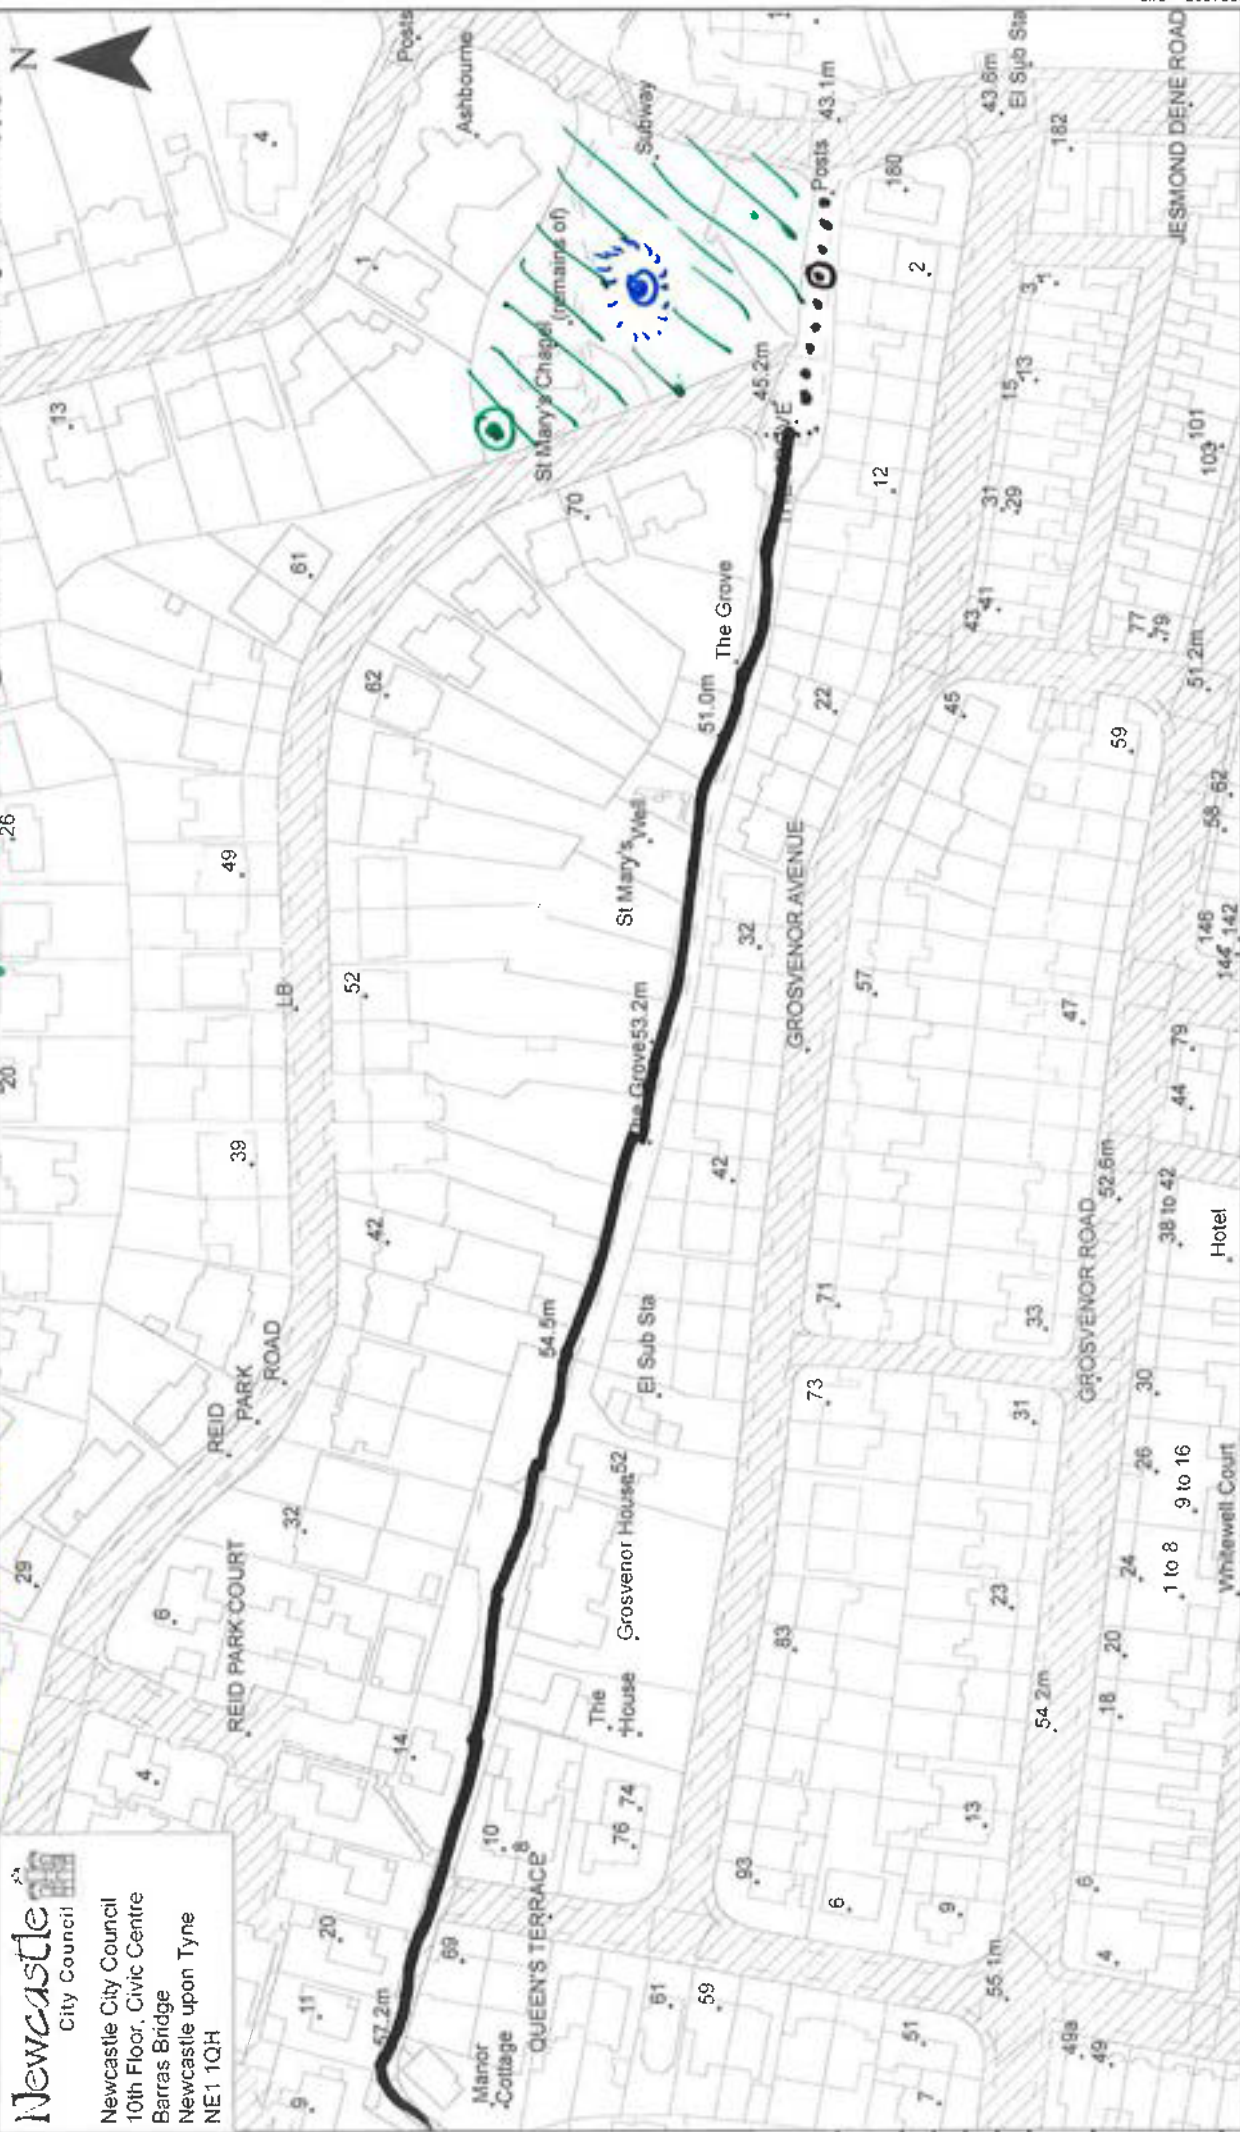 Newcastle
City Council
Newcastle City Council
10th Floor, Civic Centre
Barras Bridge
Newcastle upon Tyne
NE1 1QH
N
Posts
Ashbourne
Subway
43.1m
43.6m
El Sub Sta
182
JESMOND DENE ROAD
4
1
St Mary's Chapel
(remains of)
Posts
180
2
3
1
13
45.2m
15
13
101
103
70
12
31
29
61
The Grove
43
41
77
79
51.2m
62
51.0m
22
45
59
26
49
St Mary's Well
32
GROSVENOR AVENUE
58
62
LB
52
The Grove
53.2m
57
47
146
144
142
79
20
39
42
42
44
52.6m
38 to 42
Hotel
REID
PARK
ROAD
54.5m
El Sub Sta
71
33
GROSVENOR ROAD
73
31
30
29
32
52
Grosvenor House
26
9 to 16
Whitewell Court
6
REID PARK COURT
83
23
24
1 to 8
20
The
House
54.2m
18
4
14
10
8
76
74
13
93
6
9
6
4
20
11
69
QUEEN'S TERRACE
57.2m
61
59
55.1m
9
Manor
Cottage
51
7
49a
49